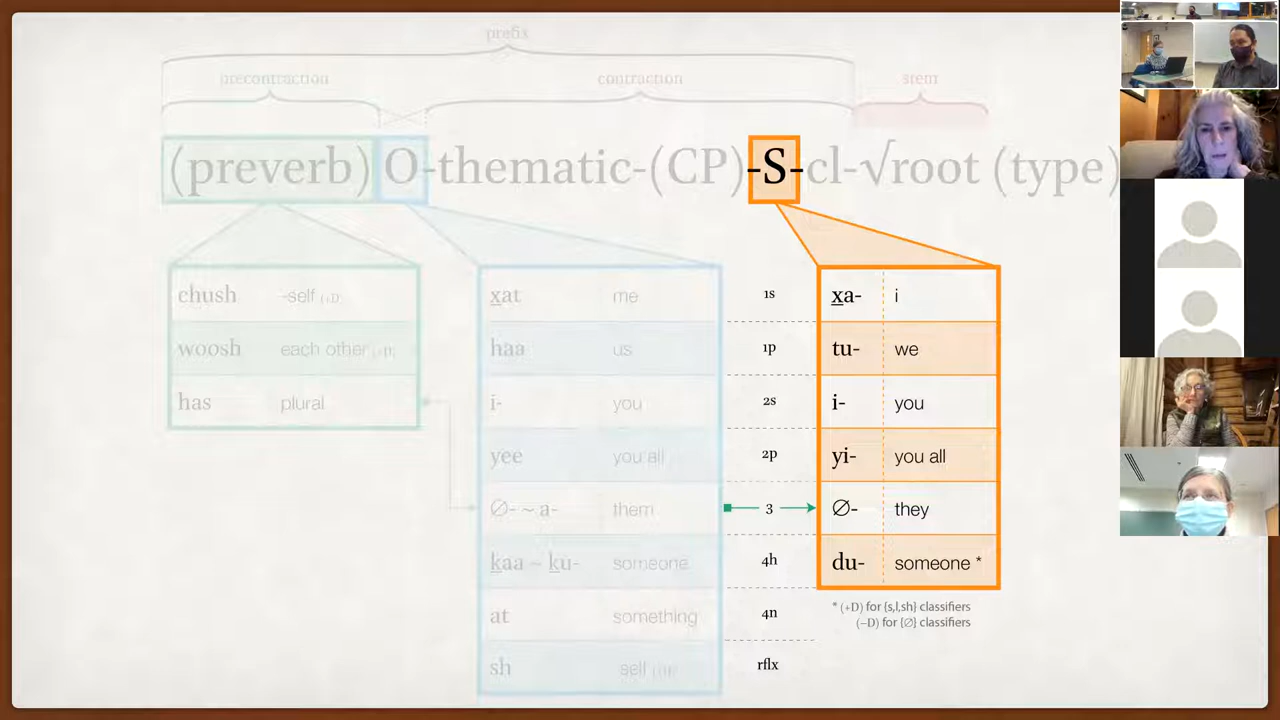 prefix
precontraction contraction stem
(preverb) O-thematic-(CP)-S-cl-√root (type)
chush -self (+D)
woosh each other (+D)
has plural
x̲at me 1s x̲a- i
haa us 1p tu- we
i- you 2s i- you
yee you all 2p yi- you all
∅- ~ a- them 3 ∅- they
k̲aa ~ k̲u- someone 4h du- someone *
at something 4n
sh self (+D) rflx
* (+D) for {s,l,sh} classifiers
(−D) for {∅} classifiers